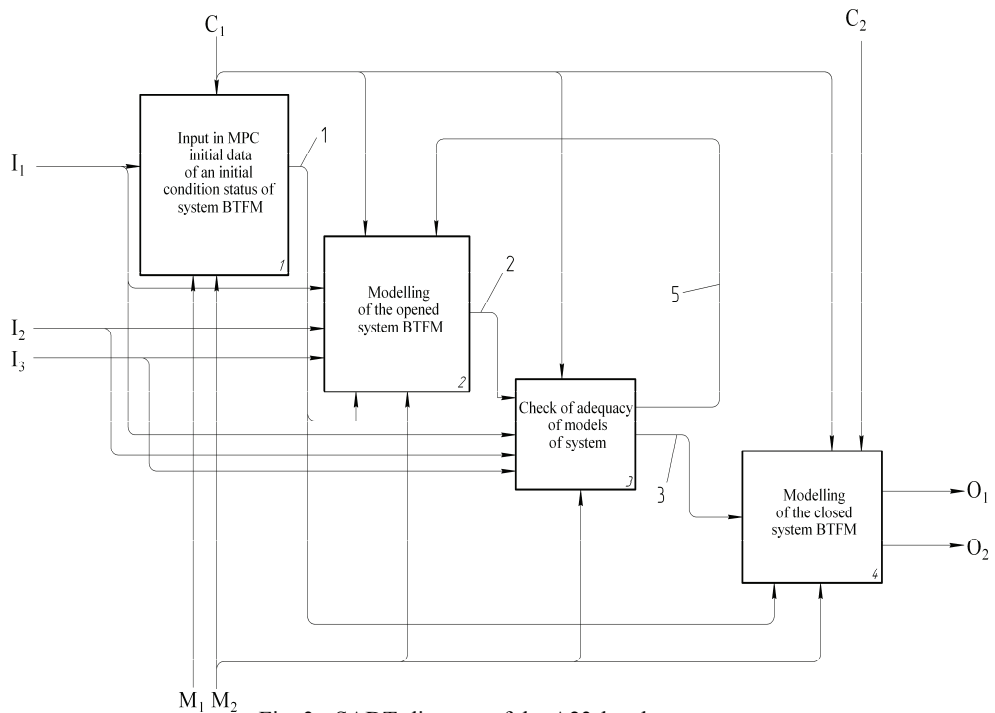 C1
C2
Input in MPC
initial data
of an initial
condition status of
system BTFM
1
1
I1
Modelling
of the opened
system BTFM
2
2
5
I2
I3
Check of adequacy
of models
of system
3
3
Modelling
of the closed
system BTFM
4
O1
O2
M1 M2